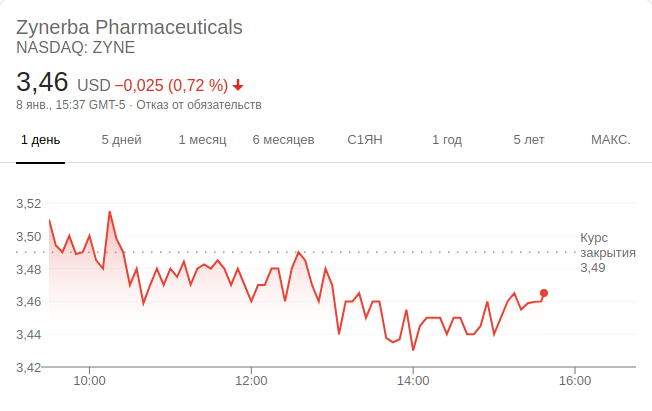 Zynerba Pharmaceuticals
NASDAQ: ZYNE
3,46 USD −0,025 (0,72 %)
8 янв., 15:37 GMT-5 · Отказ от обязательств
1 день 5 дней 1 месяц 6 месяцев С1ЯН 1 год 5 лет МАКС.
3,52
3,50
3,48
3,46
3,44
3,42
Курс
закрытия
3,49
10:00 12:00 14:00 16:00